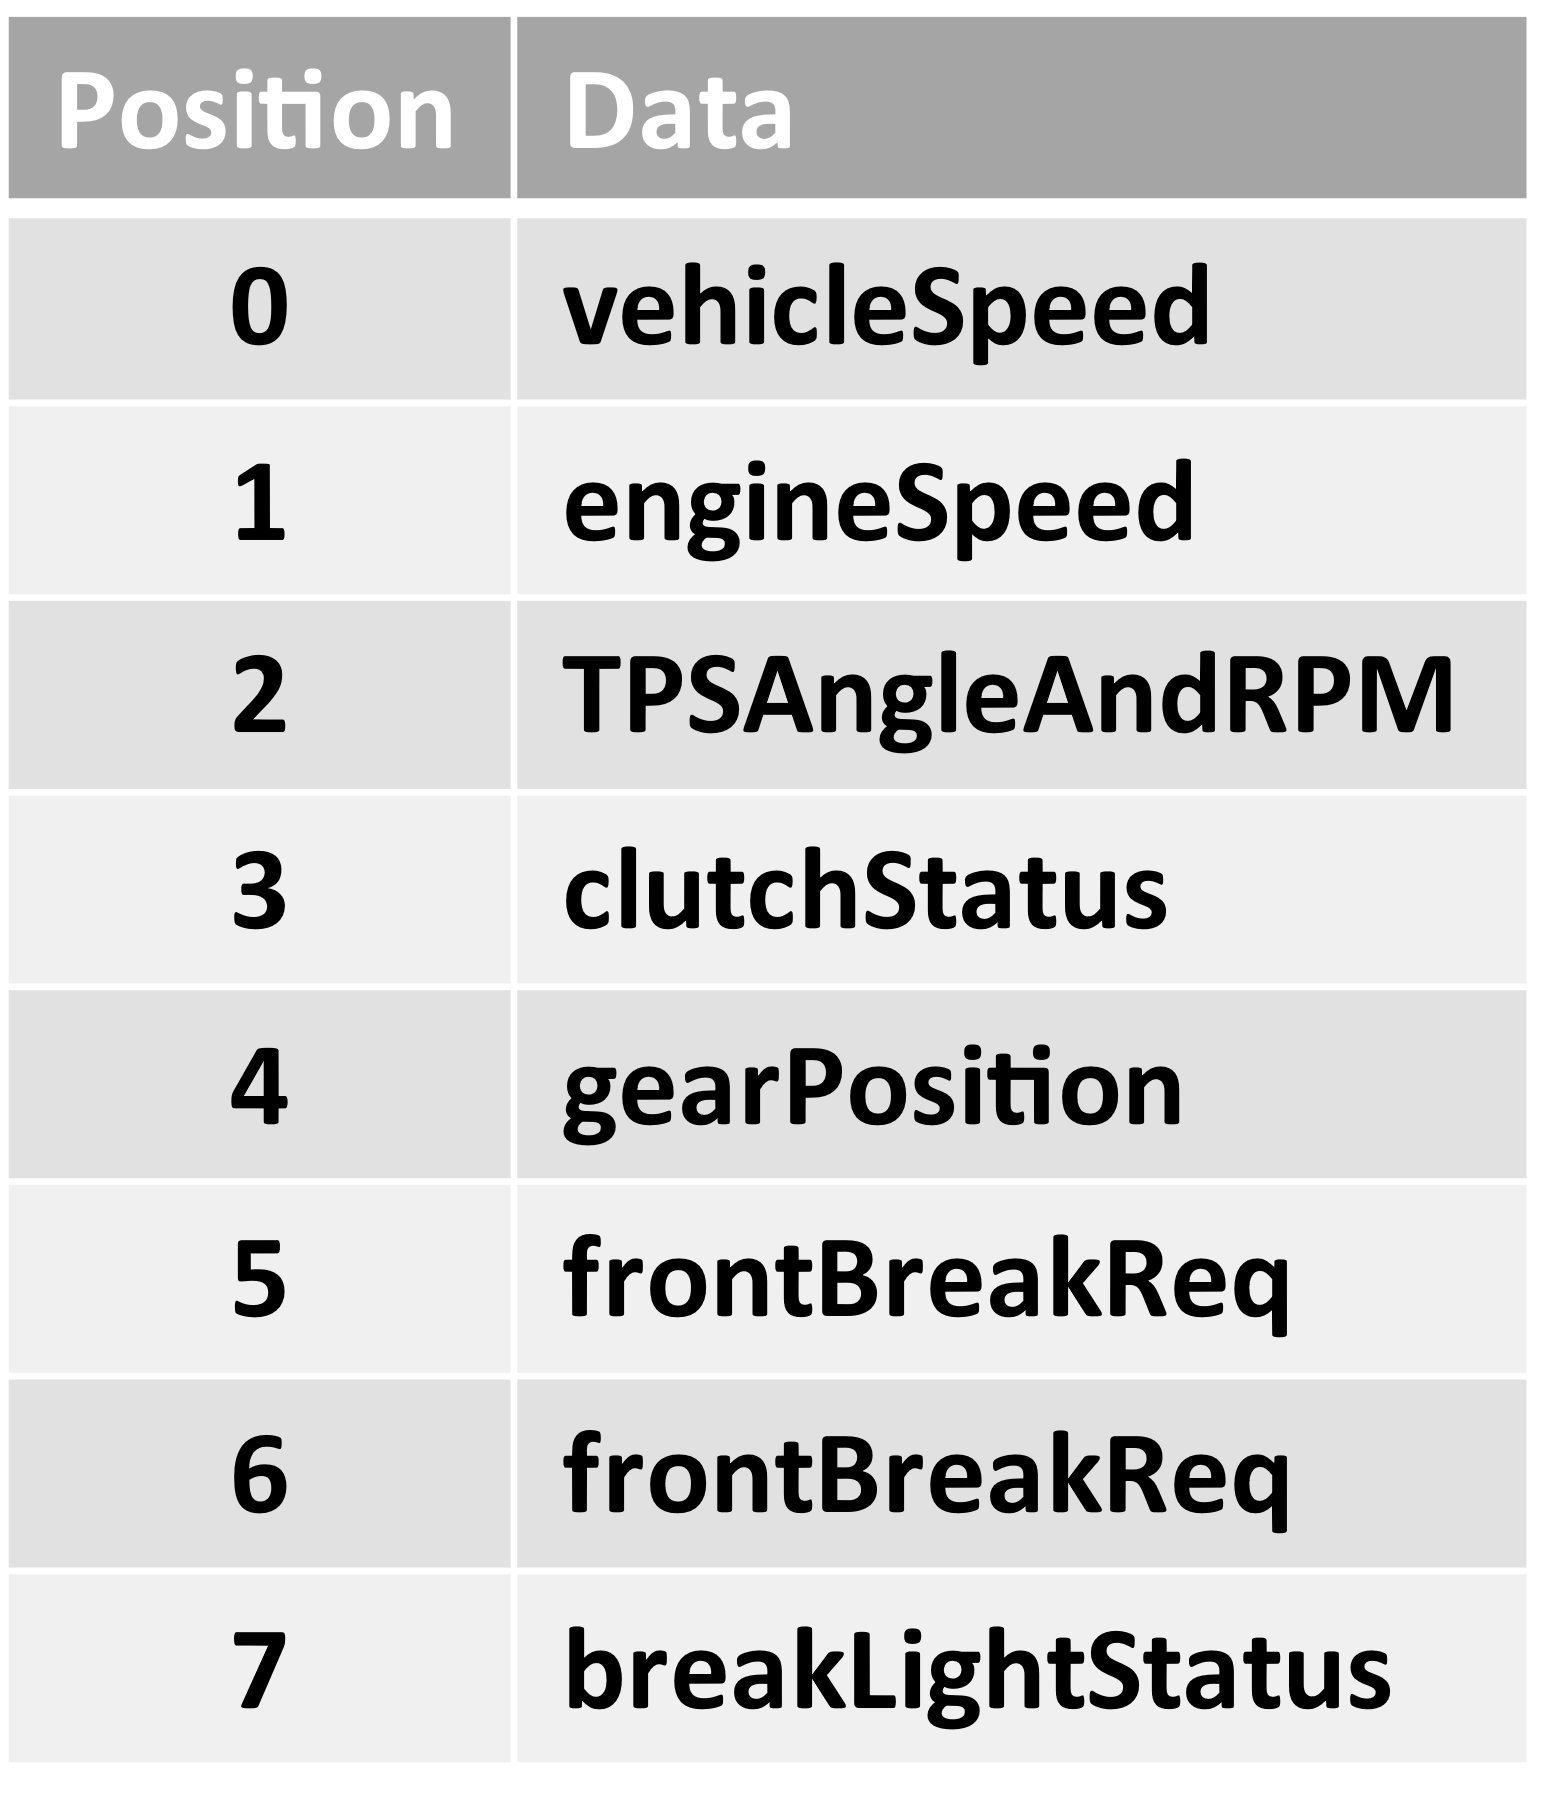 Position Data
0 vehicleSpeed
1 engineSpeed
2 TPSAngleAndRPM
3 clutchStatus
4 gearPosition
5 frontBreakReq
6 frontBreakReq
7 breakLightStatus